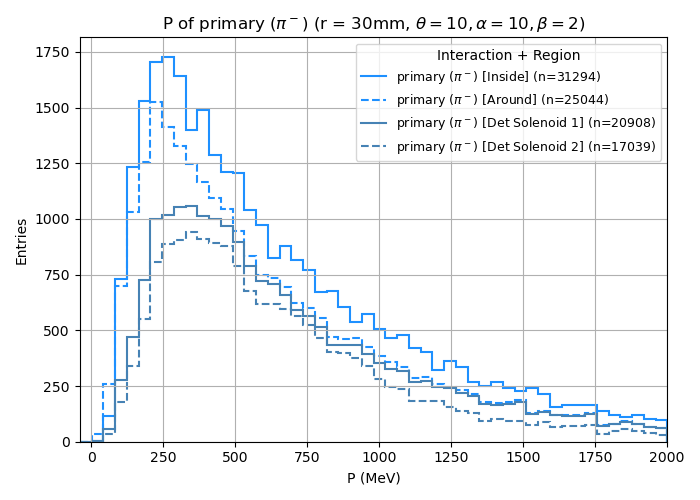 P of primary (π⁻) (r = 30mm, θ = 10, α = 10, β = 2)
Interaction + Region
primary (π⁻) [Inside] (n=31294)
primary (π⁻) [Around] (n=25044)
primary (π⁻) [Det Solenoid 1] (n=20908)
primary (π⁻) [Det Solenoid 2] (n=17039)
Entries
1750
1500
1250
1000
750
500
250
0
0 250 500 750 1000 1250 1500 1750 2000
P (MeV)